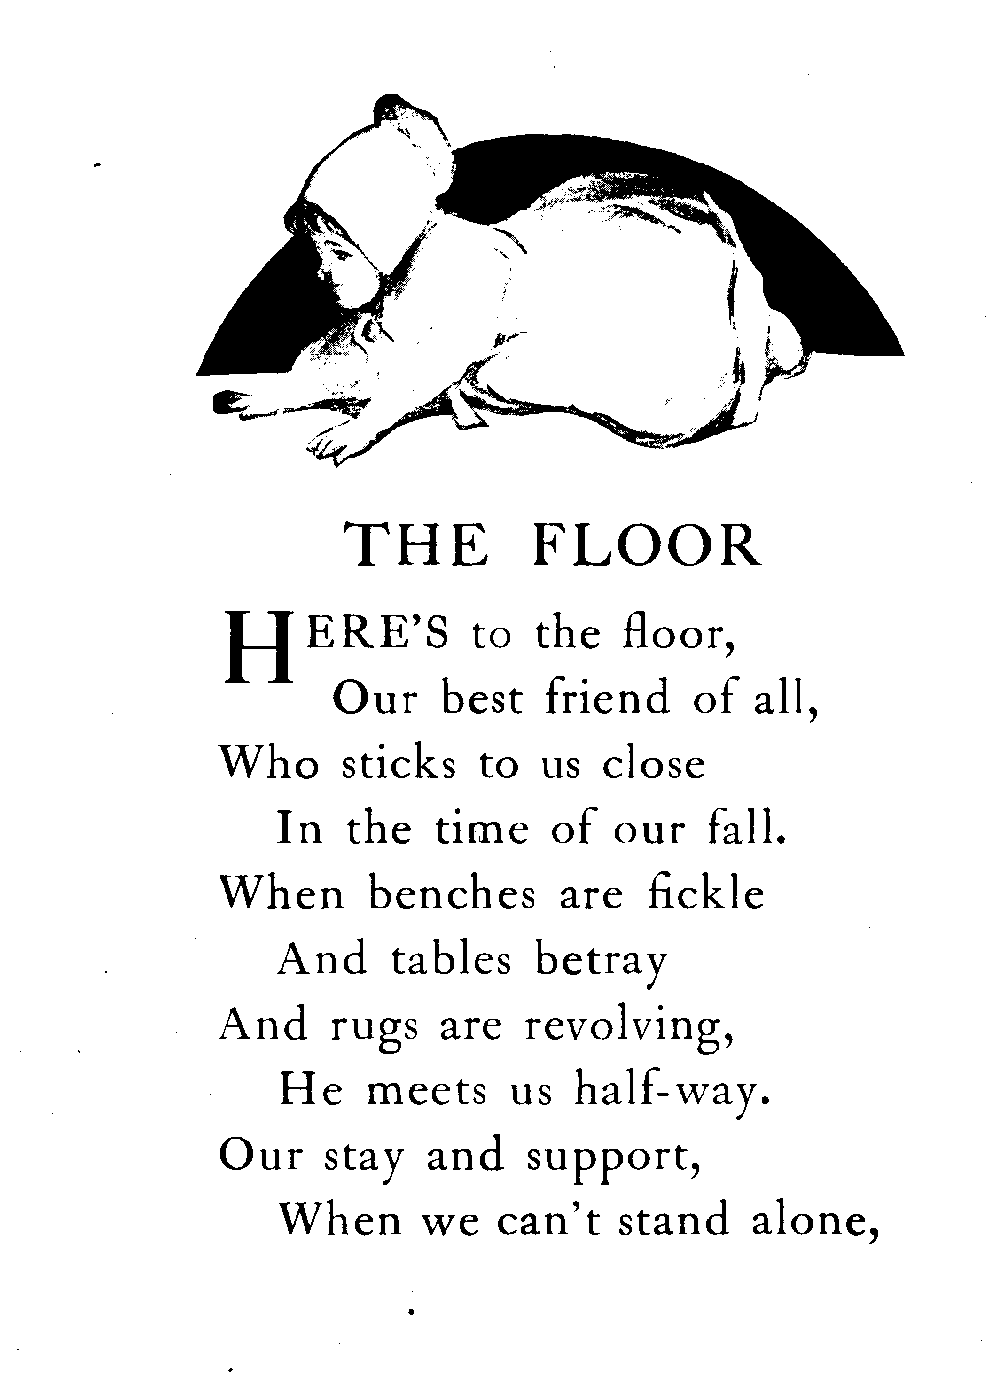 THE FLOOR
HERE'S to the floor,
Our best friend of all,
Who sticks to us close
In the time of our fall.
When benches are fickle
And tables betray
And rugs are revolving,
He meets us half-way.
Our stay and support,
When we can't stand alone,